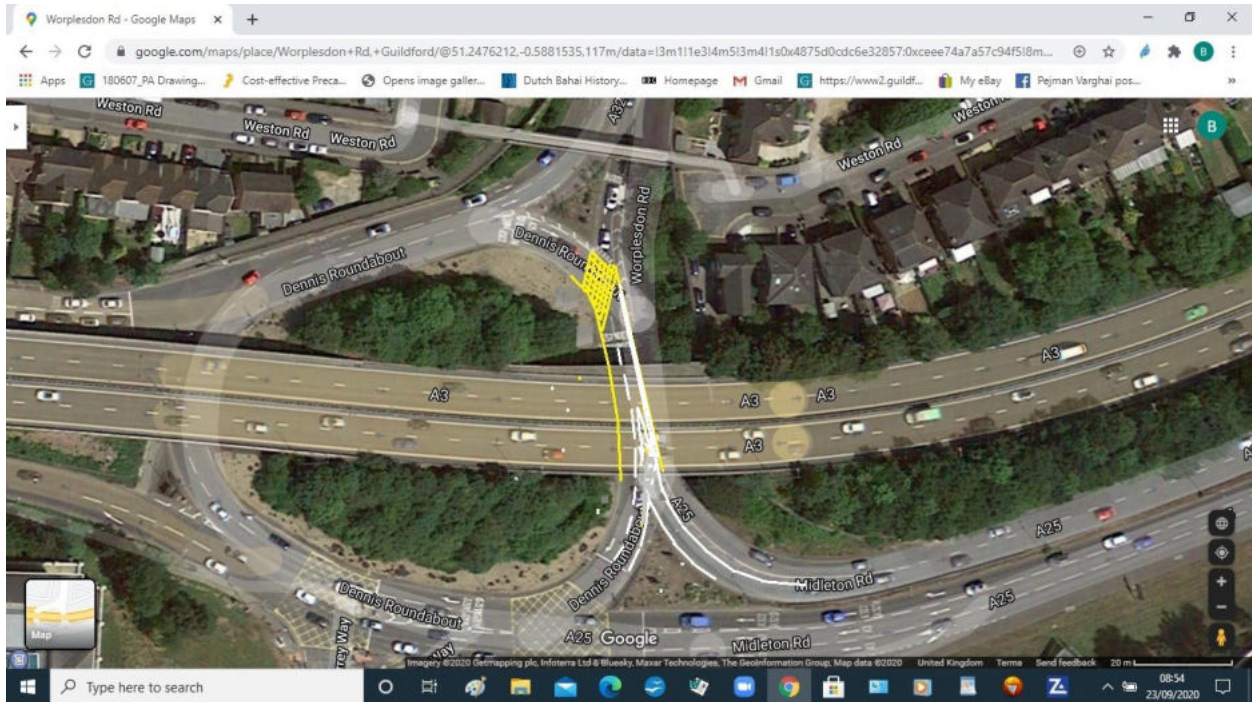 Worplesdon Rd - Google Maps
google.com/maps/place/Worplesdon+Rd,+Guildford/@51.2476212,-0.5881535,117m/data=!3m1!1e3!4m5!3m4!1s0x4875d0cdc6e32857:0xceee74a7a57c94f5!8m...
B
Apps
180607_PA Drawing...
Cost-effective Preca...
Opens image galler...
Dutch Bahai History...
Homepage
Gmail
https://www2.guildf...
My eBay
Pejman Varghai pos...
Weston Rd
Weston Rd
Weston Rd
Weston Rd
B
Weston Rd
Worplesdon Rd
Dennis Roundabout
A3
A3
A3
A3
A3
A25
A25
Midleton Rd
A25
Dennis Roundabout
Dennis Roundabout
A25
Google
Midleton Rd
Map
Imagery ©2020 Getmapping plc, Infoterra Ltd & Bluesky, Maxar Technologies, The GeoInformation Group, Map data ©2020
United Kingdom
Terms
Send feedback
20 m
Type here to search
08:54
23/09/2020